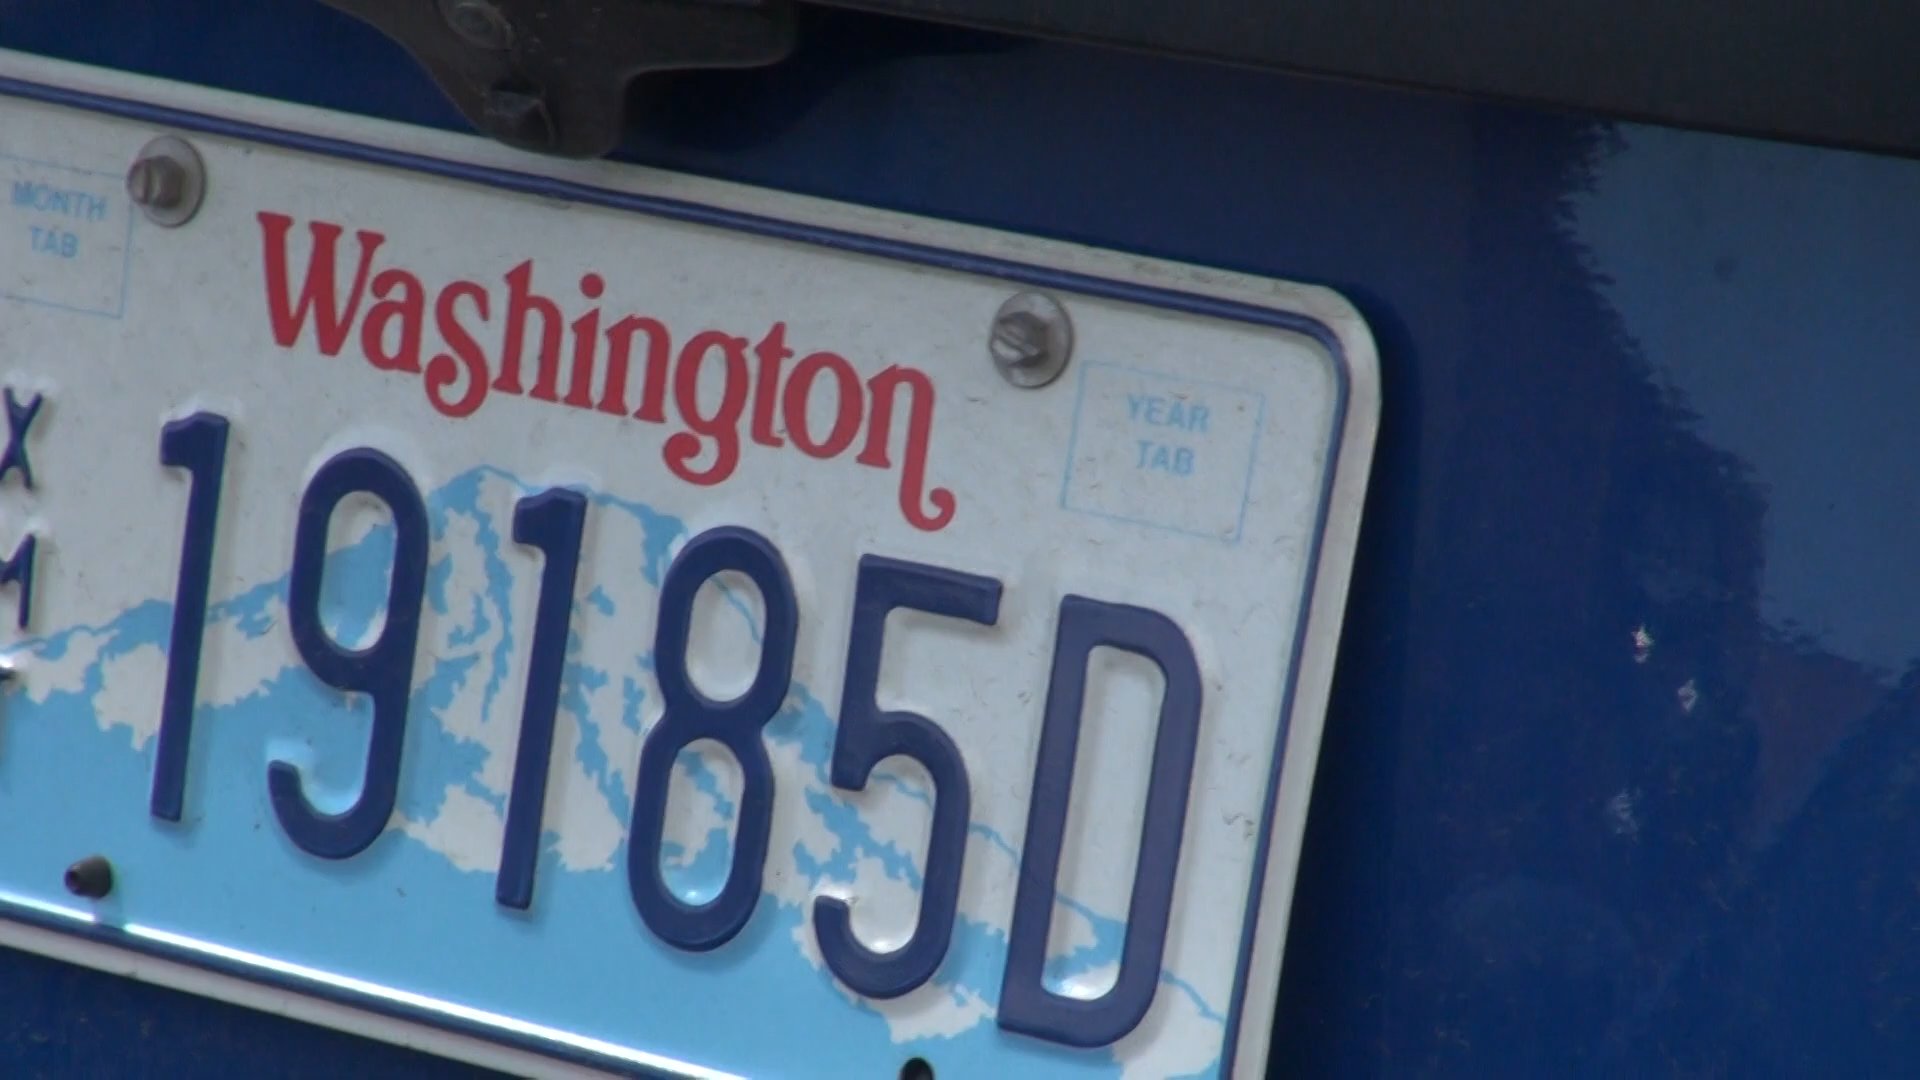 MONTH
TAB
Washington
YEAR
TAB
X
M
19185D